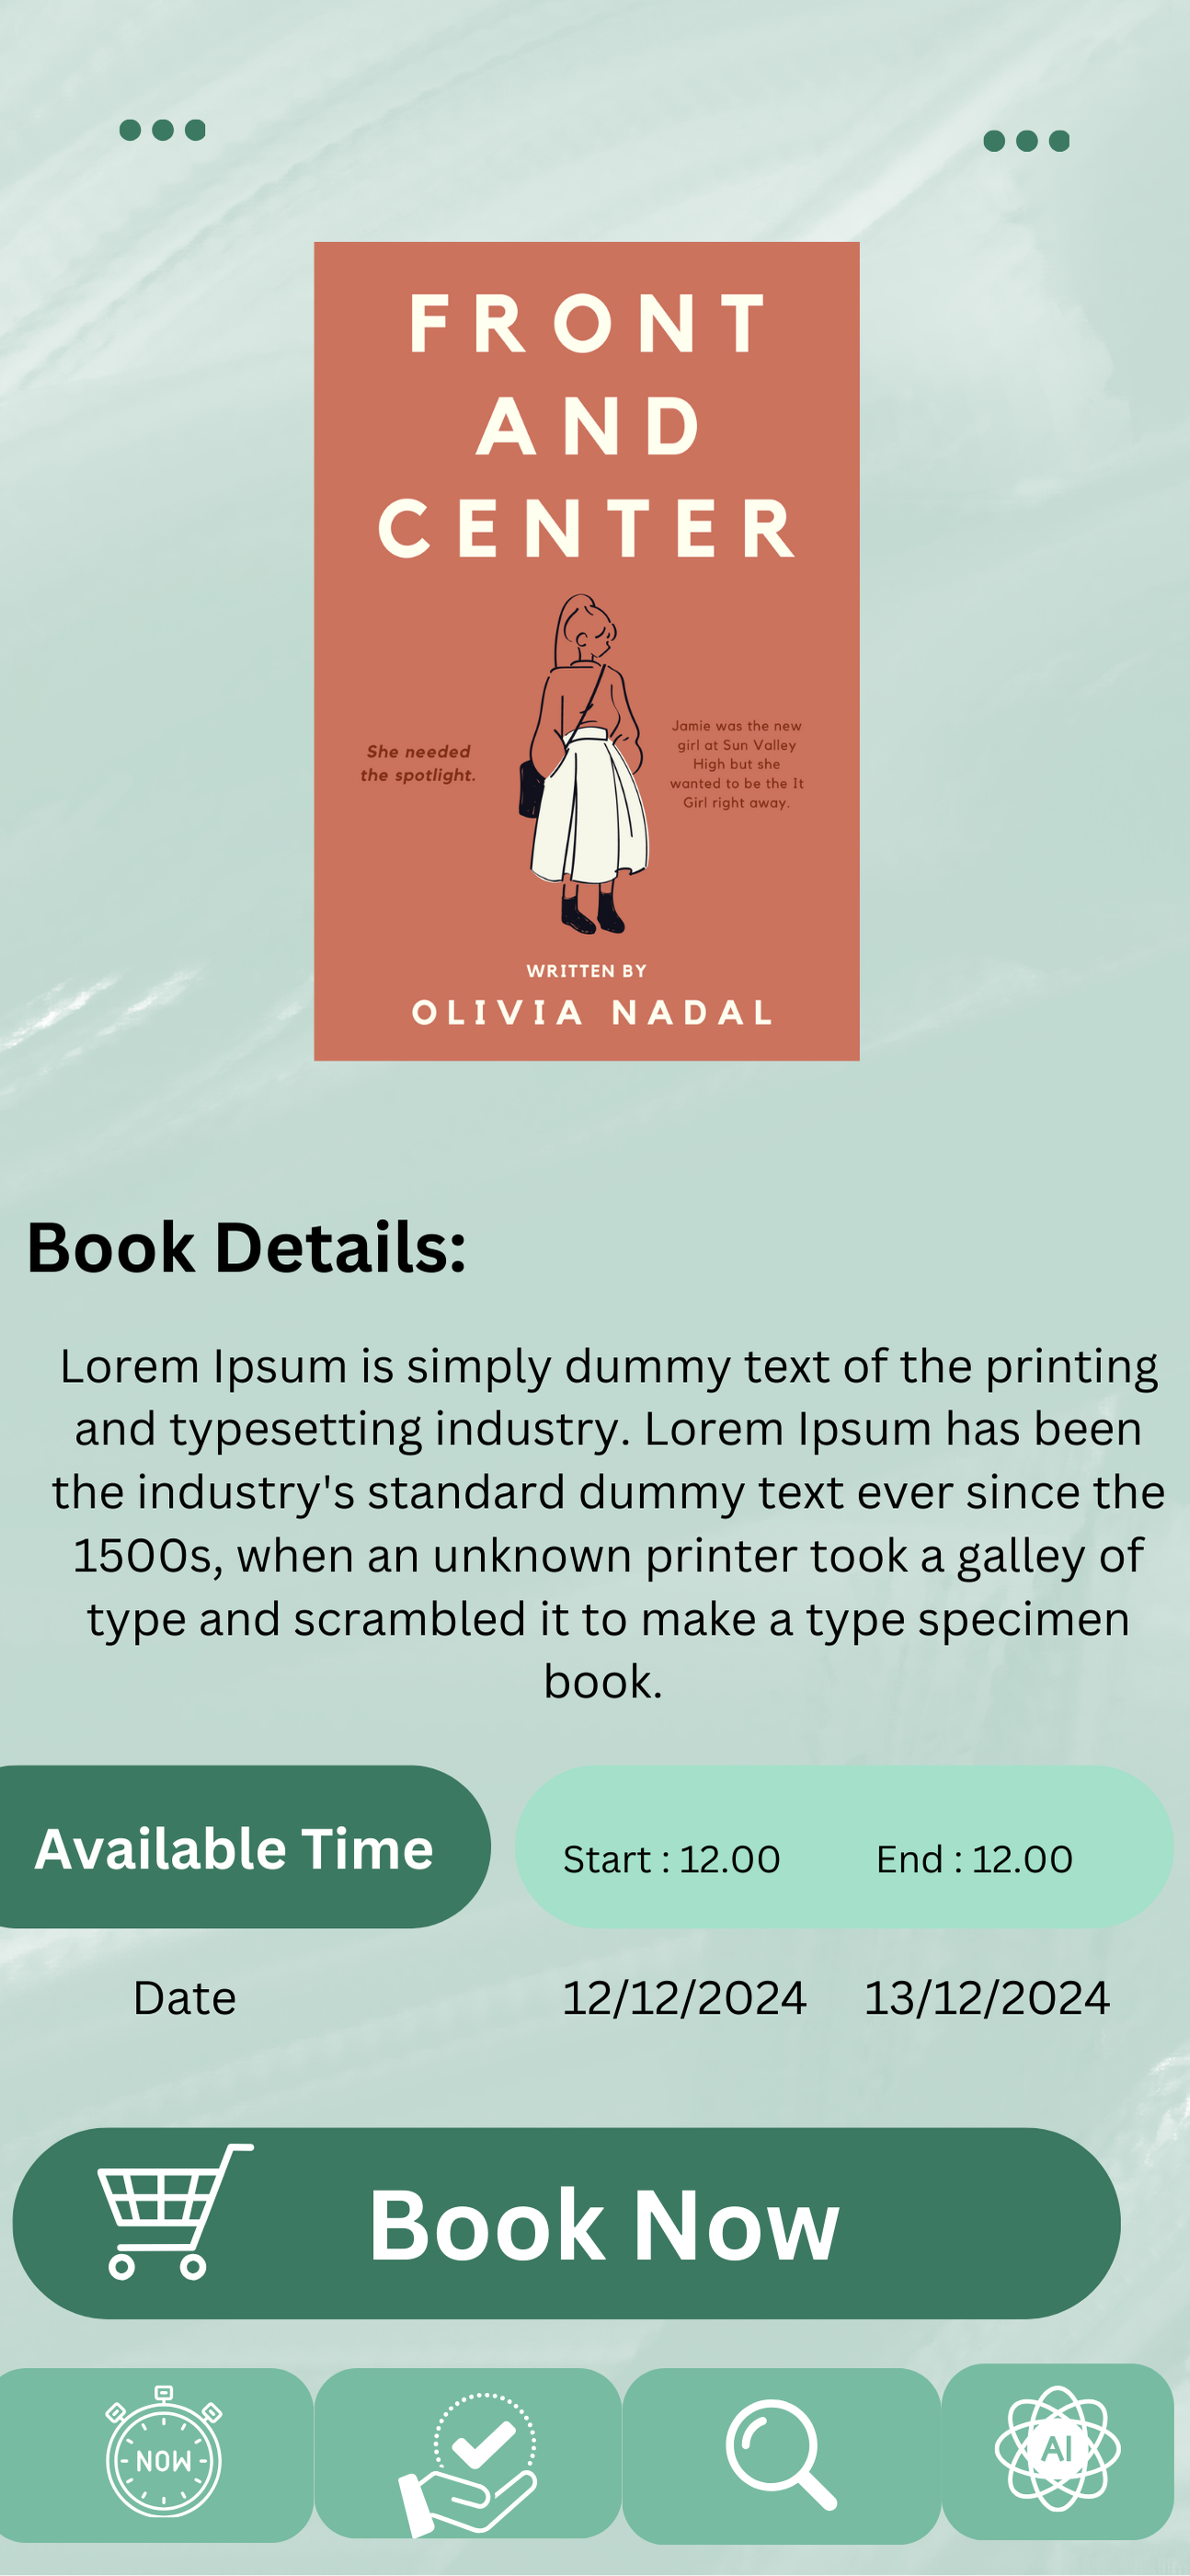 FRONT
AND
CENTER
She needed
the spotlight.
Jamie was the new
girl at Sun Valley
High but she
wanted to be the It
Girl right away.
WRITTEN BY
OLIVIA NADAL
Book Details:
Lorem Ipsum is simply dummy text of the printing
and typesetting industry. Lorem Ipsum has been
the industry's standard dummy text ever since the
1500s, when an unknown printer took a galley of
type and scrambled it to make a type specimen
book.
Available Time
Start : 12.00 End : 12.00
Date 12/12/2024 13/12/2024
Book Now
NOW
AI